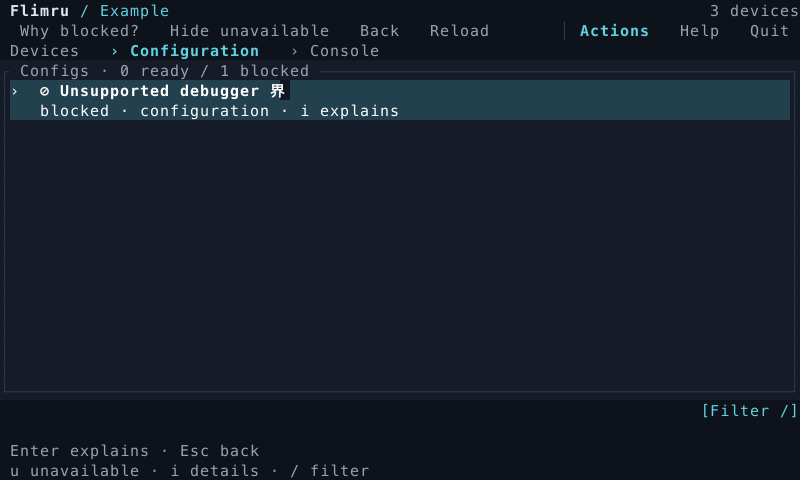 Flimru / Example 3 devices
Why blocked? Hide unavailable Back Reload │ Actions Help Quit
Devices › Configuration › Console
Configs · 0 ready / 1 blocked
› ⊘ Unsupported debugger 界
blocked · configuration · i explains
[Filter /]
Enter explains · Esc back
u unavailable · i details · / filter